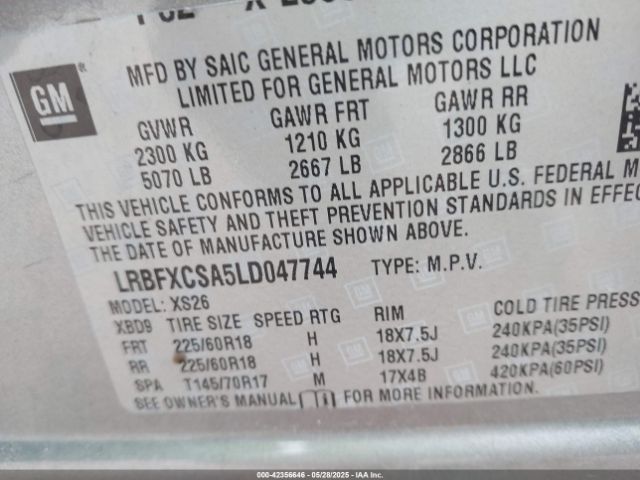 MFD BY SAIC GENERAL MOTORS CORPORATION
LIMITED FOR GENERAL MOTORS LLC
GM
GVWR GAWR FRT GAWR RR
2300 KG 1210 KG 1300 KG
5070 LB 2667 LB 2866 LB
THIS VEHICLE CONFORMS TO ALL APPLICABLE U.S. FEDERAL M
VEHICLE SAFETY AND THEFT PREVENTION STANDARDS IN EFFEC
THE DATE OF MANUFACTURE SHOWN ABOVE.
LRBFXCSA5LD047744 TYPE: M.P.V.
MODEL: XS26
XBD9 TIRE SIZE SPEED RTG RIM COLD TIRE PRESS
FRT 225/60R18 H 18X7.5J 240KPA(35PSI)
RR 225/60R18 H 18X7.5J 240KPA(35PSI)
SPA T145/70R17 M 17X4B 420KPA(60PSI)
SEE OWNER'S MANUAL FOR MORE INFORMATION.
000-42356646 - 05/28/2025 - IAAI.COM